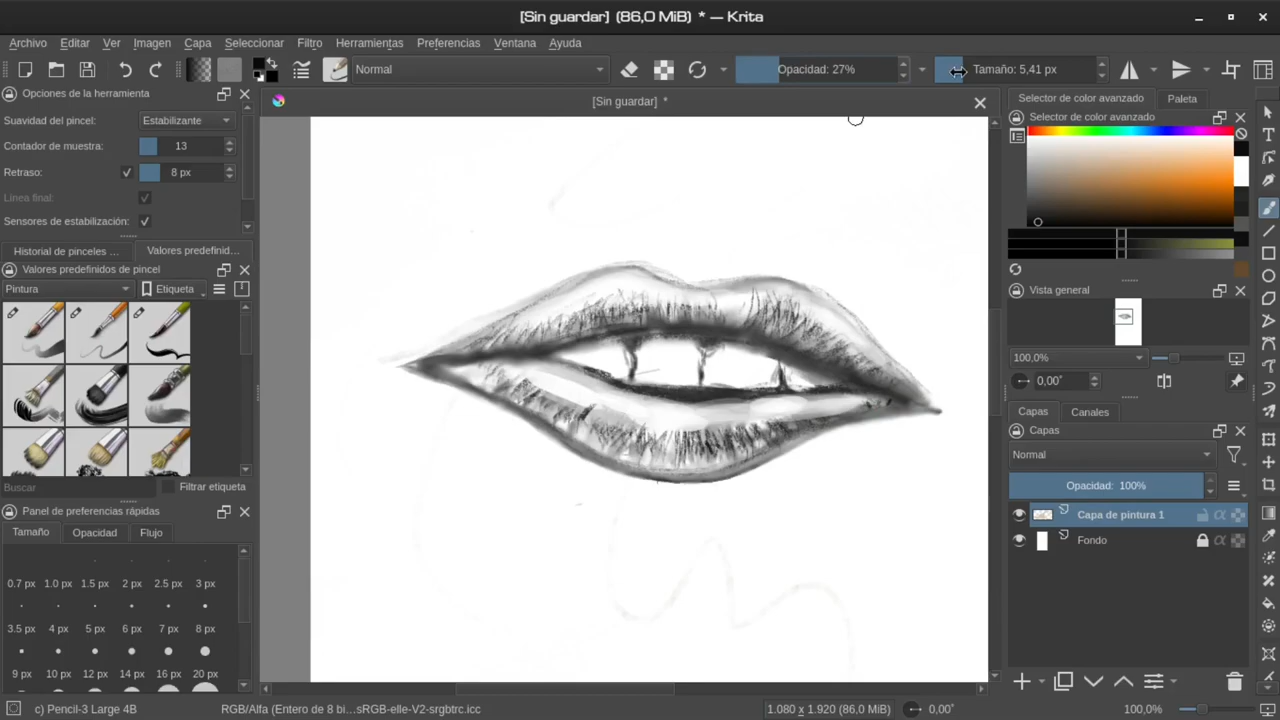 [Sin guardar] (86,0 MiB) * — Krita
Archivo Editar Ver Imagen Capa Seleccionar Filtro Herramientas Preferencias Ventana Ayuda
Normal Opacidad: 27% Tamaño: 5,41 px
Opciones de la herramienta
Suavidad del pincel: Estabilizante
Contador de muestra: 13
Retraso: 8 px
Línea final:
Sensores de estabilización:
Historial de pinceles ... Valores predefinid...
Valores predefinidos de pincel
Pintura Etiqueta
Buscar Filtrar etiqueta
Panel de preferencias rápidas
Tamaño Opacidad Flujo
0.7 px 1.0 px 1.5 px 2 px 2.5 px 3 px
3.5 px 4 px 5 px 6 px 7 px 8 px
9 px 10 px 12 px 14 px 16 px 20 px
[Sin guardar] *
Selector de color avanzado Paleta
Selector de color avanzado
Vista general
100,0%
0,00°
Capas Canales
Capas
Normal
Opacidad: 100%
Capa de pintura 1
Fondo
c) Pencil-3 Large 4B RGB/Alfa (Entero de 8 bi...sRGB-elle-V2-srgbtrc.icc 1.080 x 1.920 (86,0 MiB) 0,00° 100,0%